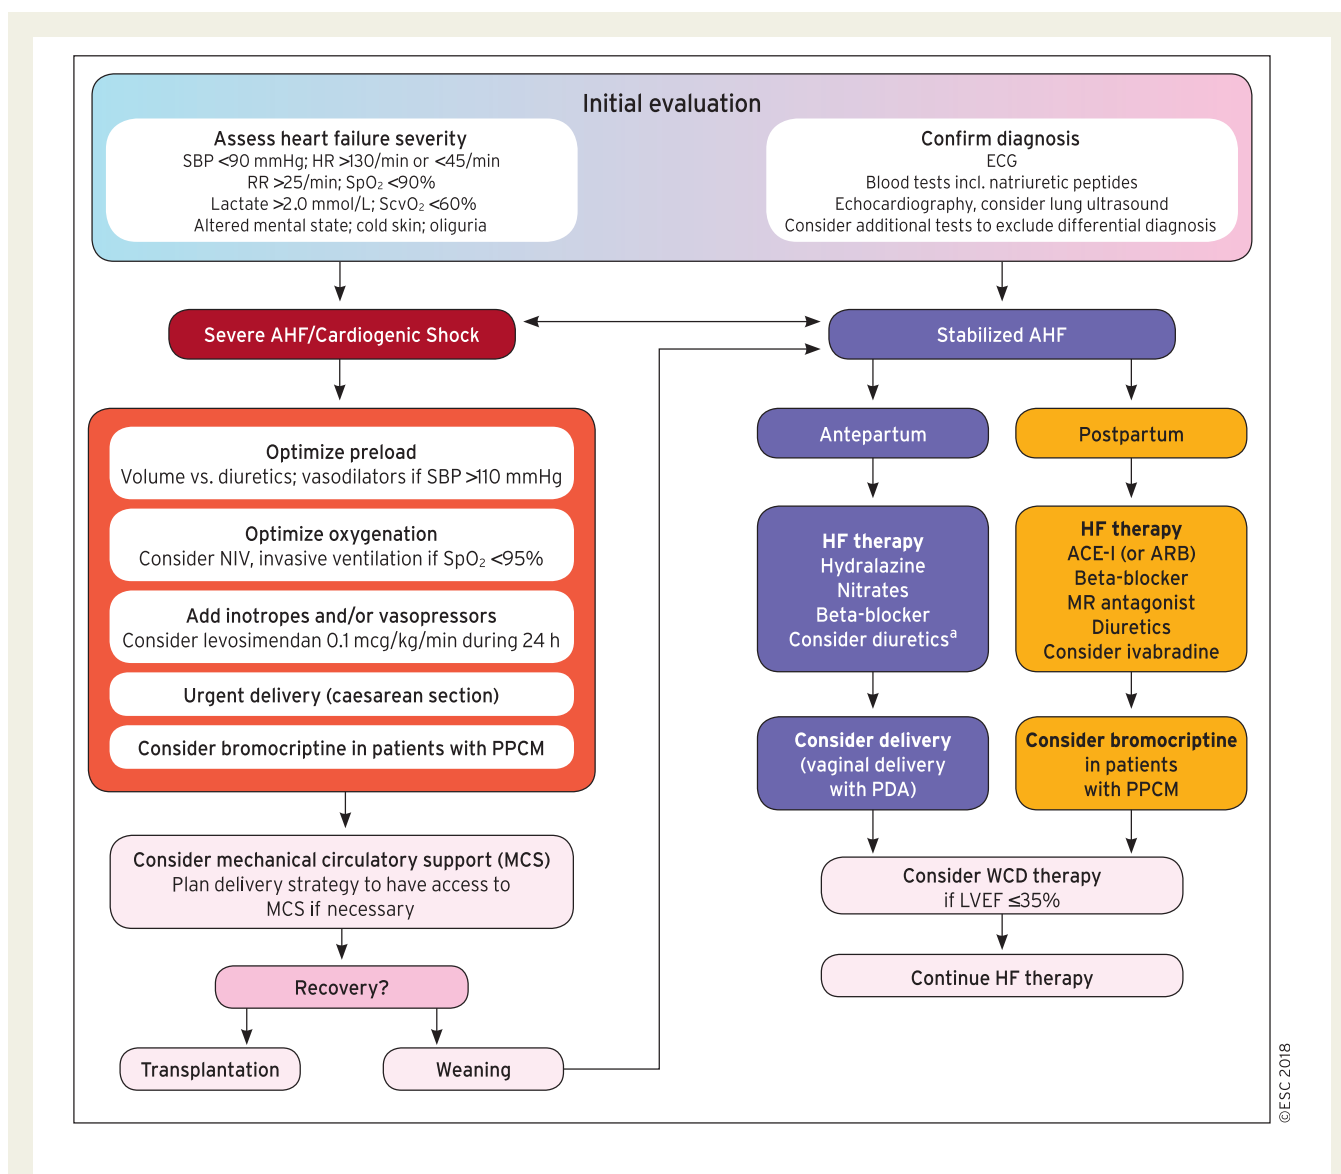 Initial evaluation
Assess heart failure severity
SBP <90 mmHg; HR >130/min or <45/min
RR >25/min; SpO₂ <90%
Lactate >2.0 mmol/L; ScvO₂ <60%
Altered mental state; cold skin; oliguria
Confirm diagnosis
ECG
Blood tests incl. natriuretic peptides
Echocardiography, consider lung ultrasound
Consider additional tests to exclude differential diagnosis
Severe AHF/Cardiogenic Shock
Stabilized AHF
Optimize preload
Volume vs. diuretics; vasodilators if SBP >110 mmHg
Optimize oxygenation
Consider NIV, invasive ventilation if SpO₂ <95%
Add inotropes and/or vasopressors
Consider levosimendan 0.1 mcg/kg/min during 24 h
Urgent delivery (caesarean section)
Consider bromocriptine in patients with PPCM
Consider mechanical circulatory support (MCS)
Plan delivery strategy to have access to
MCS if necessary
Recovery?
Transplantation
Weaning
Antepartum
HF therapy
Hydralazine
Nitrates
Beta-blocker
Consider diureticsᵃ
Consider delivery
(vaginal delivery
with PDA)
Postpartum
HF therapy
ACE-I (or ARB)
Beta-blocker
MR antagonist
Diuretics
Consider ivabradine
Consider bromocriptine
in patients
with PPCM
Consider WCD therapy
if LVEF ≤35%
Continue HF therapy
©ESC 2018